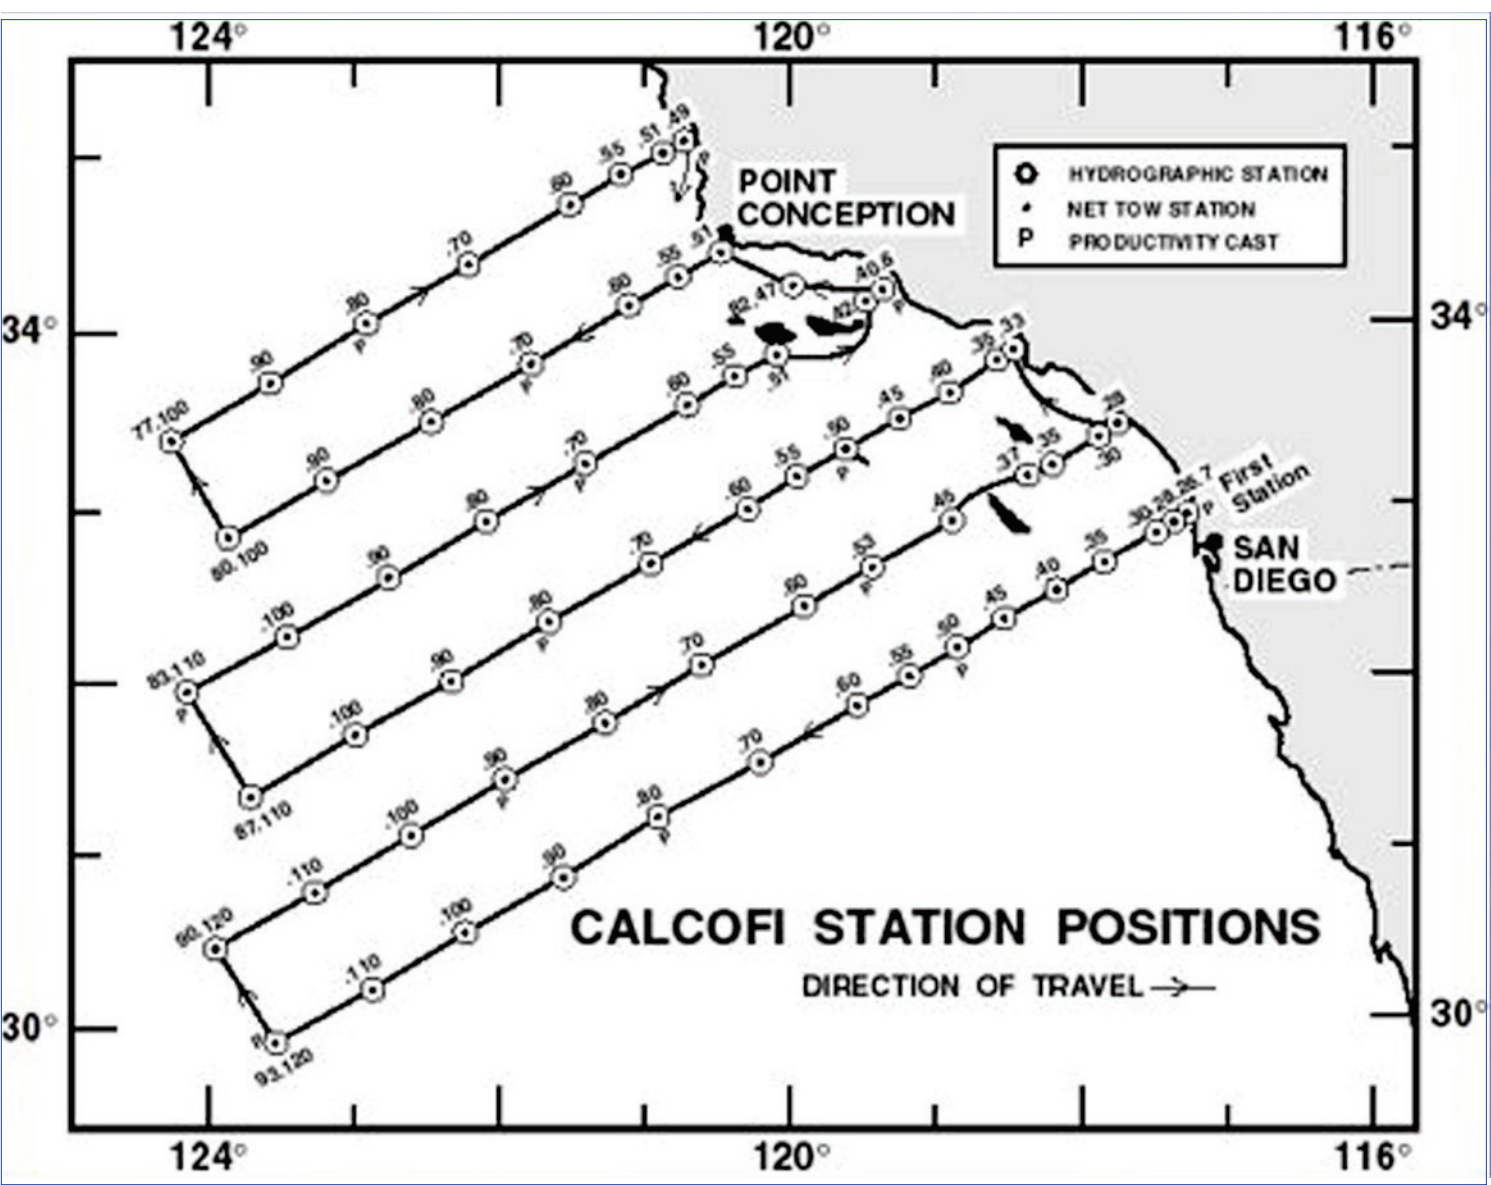 124° 120° 116°
.49
.51
.55
.60
.70
.80
P
.90
77.100
P
POINT
CONCEPTION
HYDROGRAPHIC STATION
NET TOW STATION
P PRODUCTIVITY CAST
.51
.55
.60
.70
P
.80
.90
80.100
82.47
40.6
.42
P
34° 34°
.51
.55
.60
.70
P
.80
.90
.100
83.110
P
.33
.35
.40
.45
.50
P
.55
.60
.70
.80
P
.90
.100
87.110
.28
.30
.35
.37
.45
.53
P
.60
.70
.80
.90
P
.100
.110
90.120
First
Station
26.7
.28
.30
P
SAN
DIEGO
.35
.40
.45
.50
P
.55
.60
.70
.80
P
.90
.100
.110
P
93.120
CALCOFI STATION POSITIONS
DIRECTION OF TRAVEL
30° 30°
124° 120° 116°